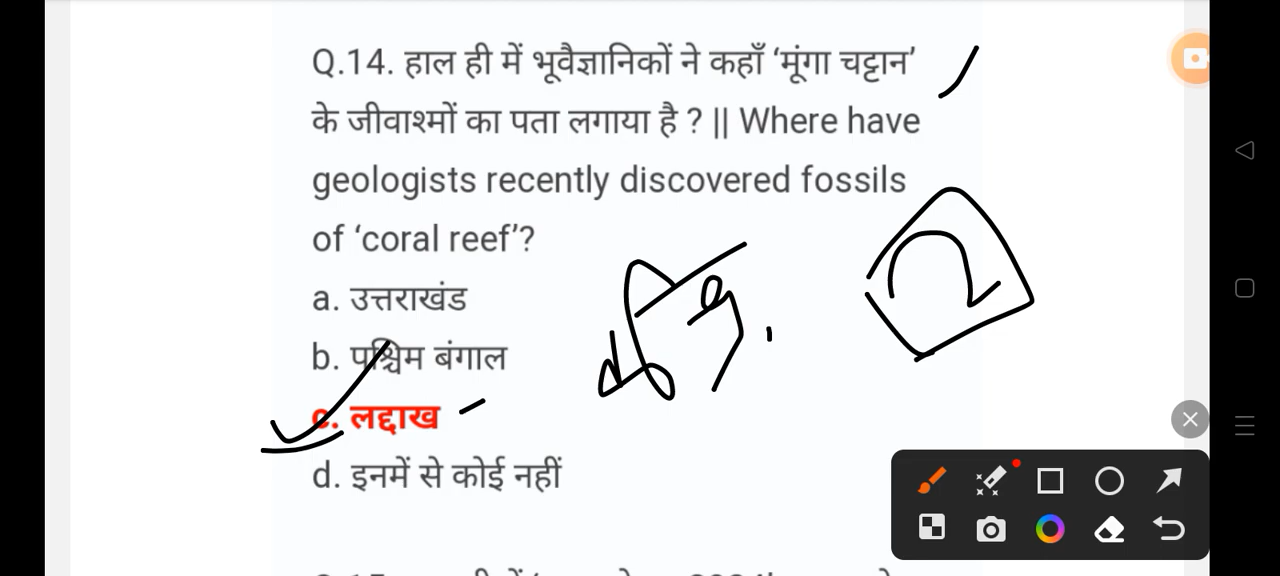 Q.14. हाल ही में भूवैज्ञानिकों ने कहाँ ‘मूंगा चट्टान’
के जीवाश्मों का पता लगाया है ? || Where have
geologists recently discovered fossils
of ‘coral reef’?
a. उत्तराखंड
b. पश्चिम बंगाल
c. लद्दाख
d. इनमें से कोई नहीं